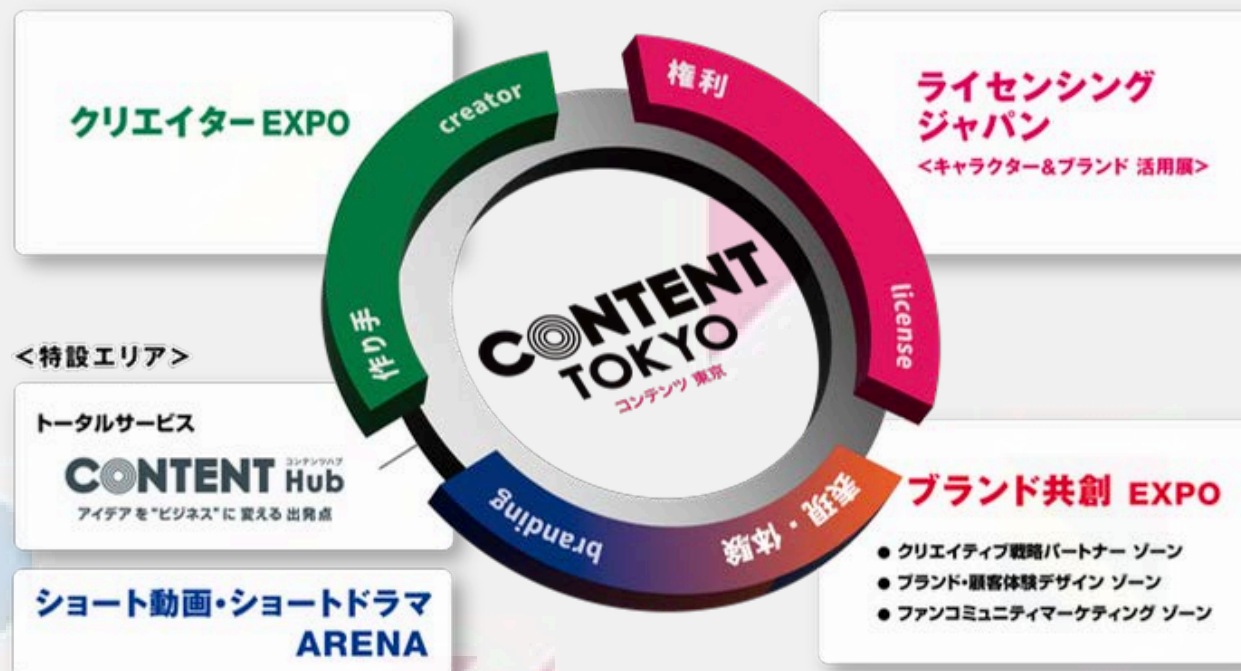 クリエイターEXPO
creator
作り手
権利
license
ライセンシング
ジャパン
<キャラクター&ブランド 活用展>
CONTENT
TOKYO
コンテンツ 東京
<特設エリア>
トータルサービス
コンテンツハブ
CONTENT Hub
アイデアを"ビジネス"に変える出発点
ショート動画・ショートドラマ
ARENA
branding
表現・体験
ブランド共創 EXPO
● クリエイティブ戦略パートナー ゾーン
● ブランド・顧客体験デザイン ゾーン
● ファンコミュニティマーケティング ゾーン